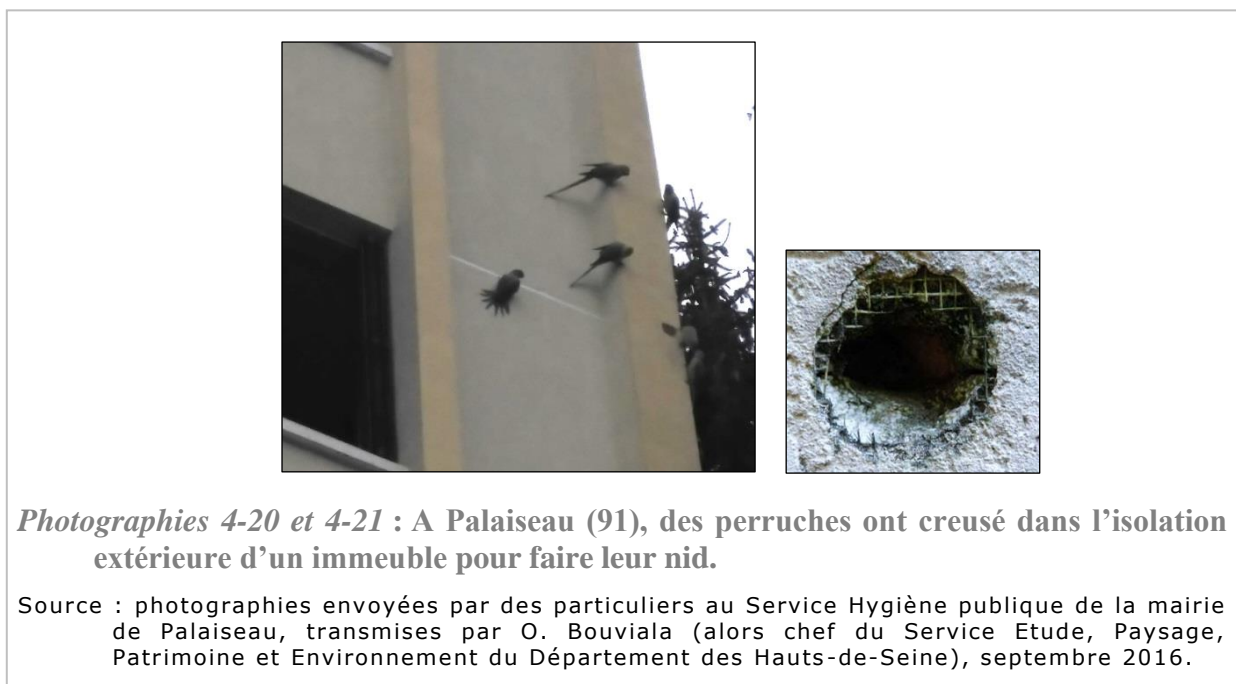 Photographies 4-20 et 4-21 : A Palaiseau (91), des perruches ont creusé dans l’isolation
extérieure d’un immeuble pour faire leur nid.
Source : photographies envoyées par des particuliers au Service Hygiène publique de la mairie
de Palaiseau, transmises par O. Bouviala (alors chef du Service Etude, Paysage,
Patrimoine et Environnement du Département des Hauts-de-Seine), septembre 2016.